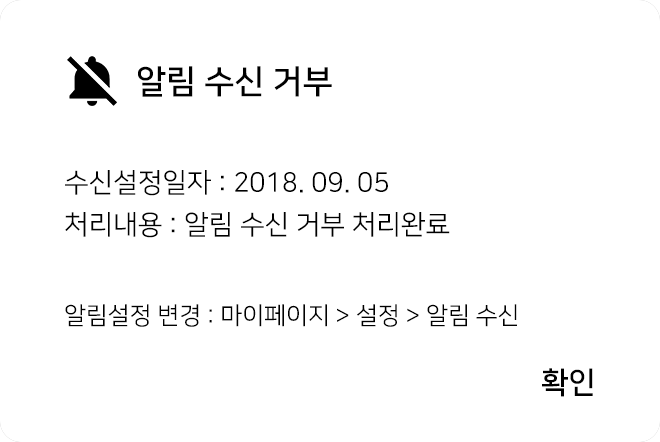 알림 수신 거부
수신설정일자 : 2018. 09. 05
처리내용 : 알림 수신 거부 처리완료
알림설정 변경 : 마이페이지 > 설정 > 알림 수신
확인